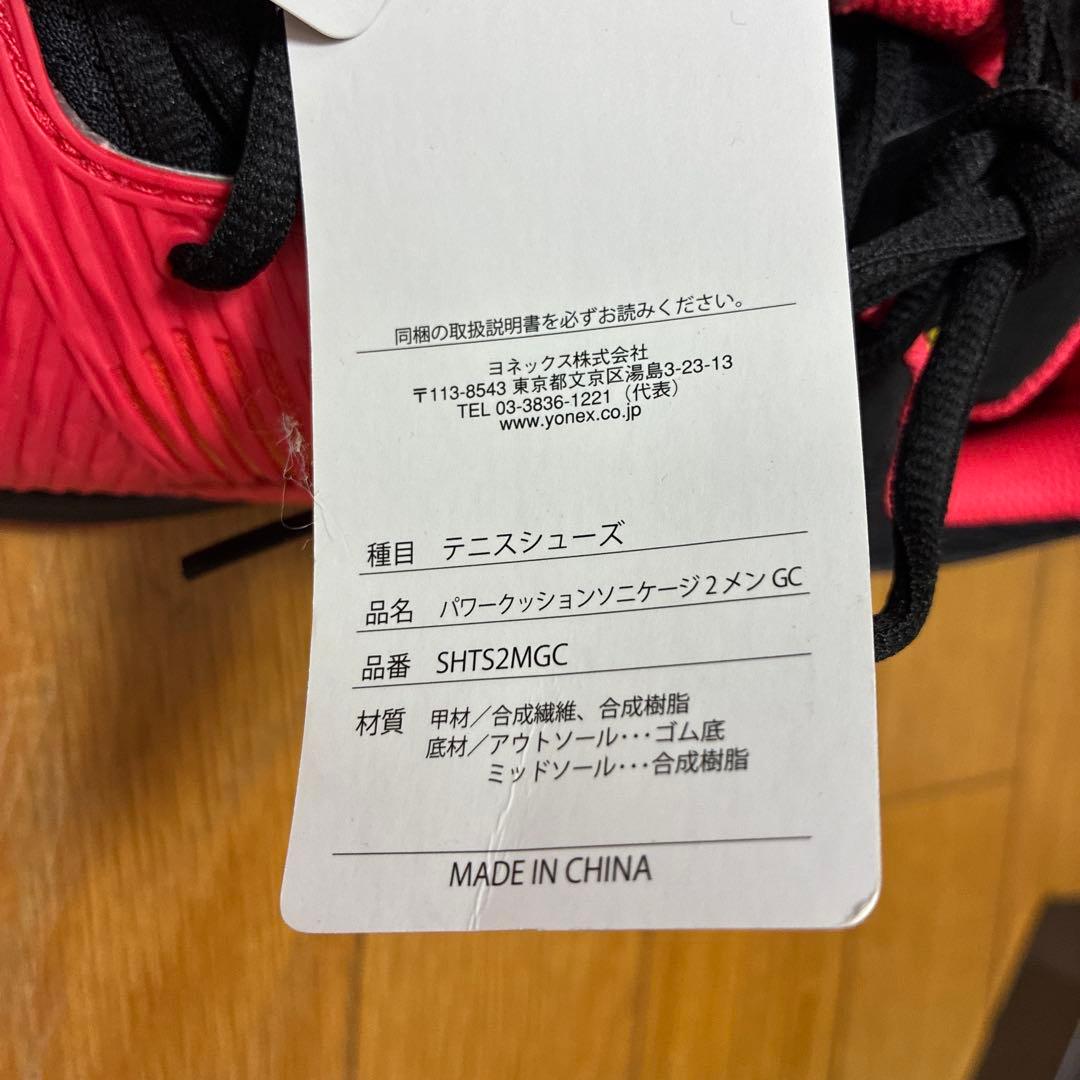 同梱の取扱説明書を必ずお読みください。
ヨネックス株式会社
〒113-8543 東京都文京区湯島3-23-13
TEL 03-3836-1221（代表）
www.yonex.co.jp
種目 テニスシューズ
品名 パワークッションソニケージ2メンGC
品番 SHTS2MGC
材質 甲材／合成繊維、合成樹脂
底材／アウトソール･･･ゴム底
ミッドソール･･･合成樹脂
MADE IN CHINA